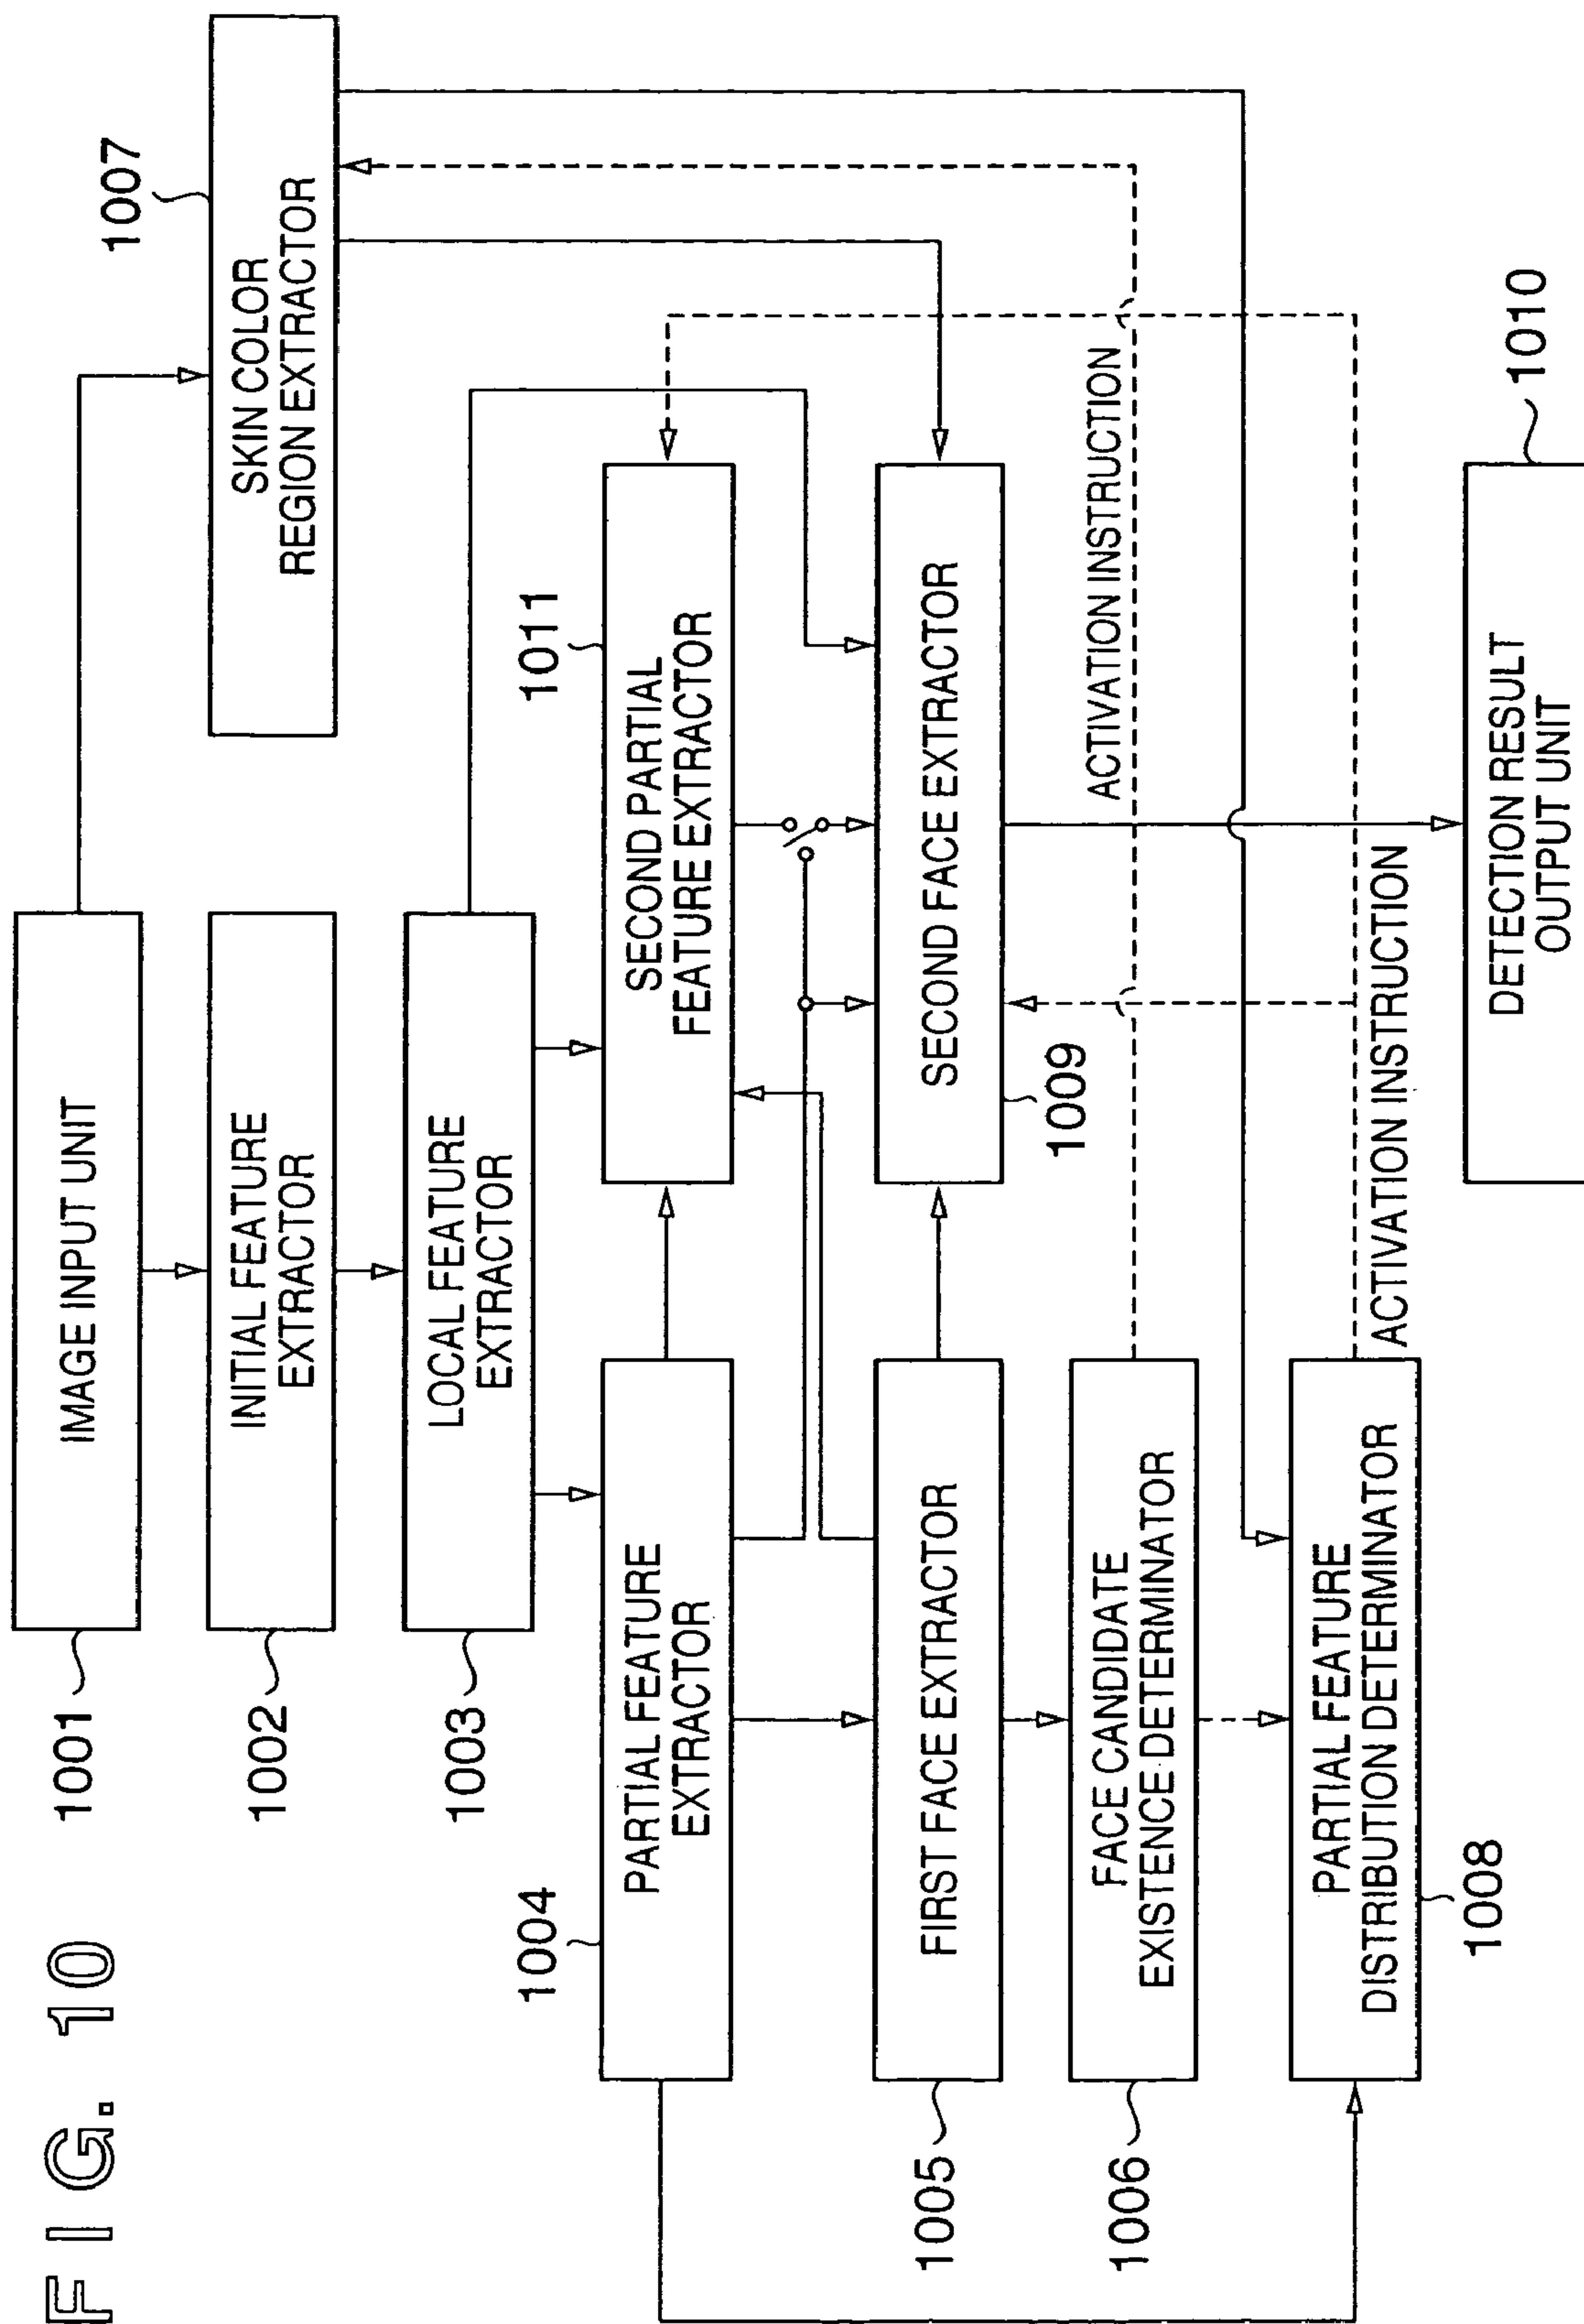 FIG. 10
1001
IMAGE INPUT UNIT
1002
INITIAL FEATURE
EXTRACTOR
1007
SKIN COLOR
REGION EXTRACTOR
1003
LOCAL FEATURE
EXTRACTOR
1004
PARTIAL FEATURE
EXTRACTOR
1011
SECOND PARTIAL
FEATURE EXTRACTOR
1005
FIRST FACE EXTRACTOR
SECOND FACE EXTRACTOR
1009
1006
FACE CANDIDATE
EXISTENCE DETERMINATOR
ACTIVATION INSTRUCTION
PARTIAL FEATURE
DISTRIBUTION DETERMINATOR
1008
ACTIVATION INSTRUCTION
DETECTION RESULT
OUTPUT UNIT
1010